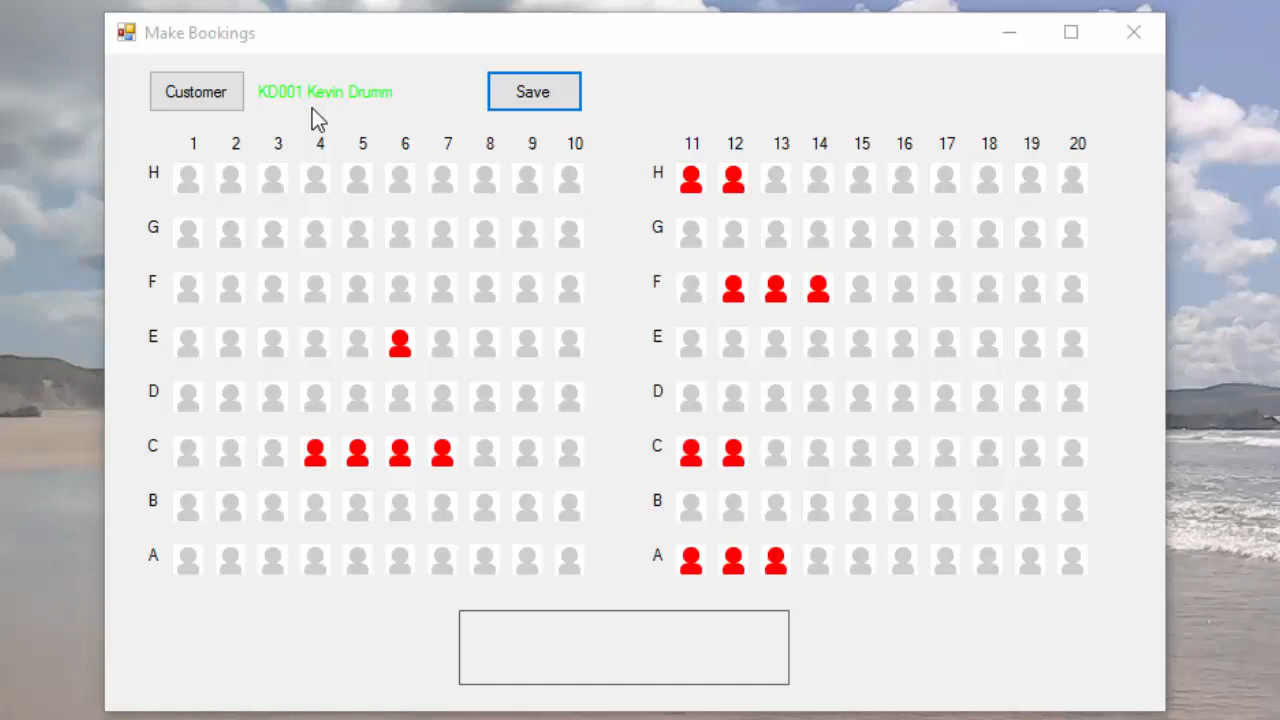 Make Bookings
Customer KD001 Kevin Drumm Save
1 2 3 4 5 6 7 8 9 10 11 12 13 14 15 16 17 18 19 20
H H
G G
F F
E E
D D
C C
B B
A A